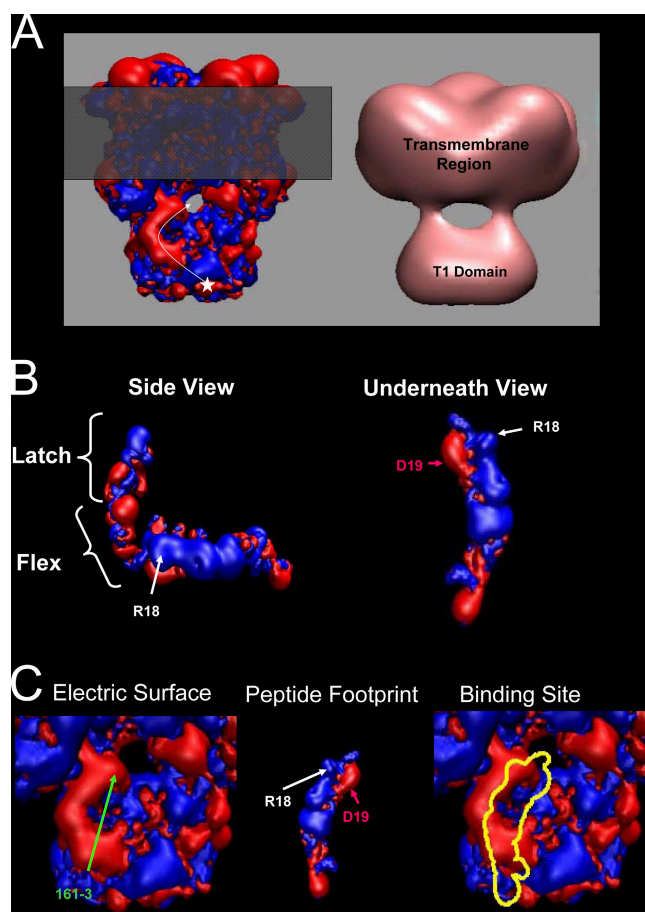 A
Transmembrane
Region
T1 Domain
B
Side View
Underneath View
Latch
R18
D19
Flex
R18
C
Electric Surface
Peptide Footprint
Binding Site
R18
D19
161-3